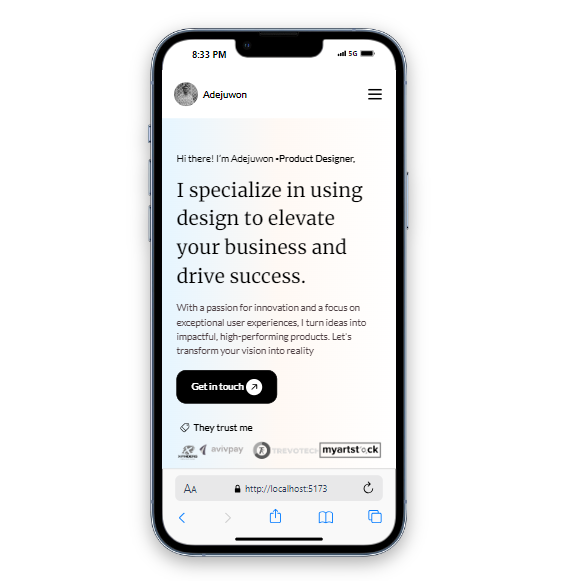 8:33 PM
5G
Adejuwon
Hi there! I'm Adejuwon •Product Designer,
I specialize in using
design to elevate
your business and
drive success.
With a passion for innovation and a focus on
exceptional user experiences, I turn ideas into
impactful, high-performing products. Let's
transform your vision into reality
Get in touch
They trust me
avivpay
TREVOTECH
myartstock
AA
http://localhost:5173